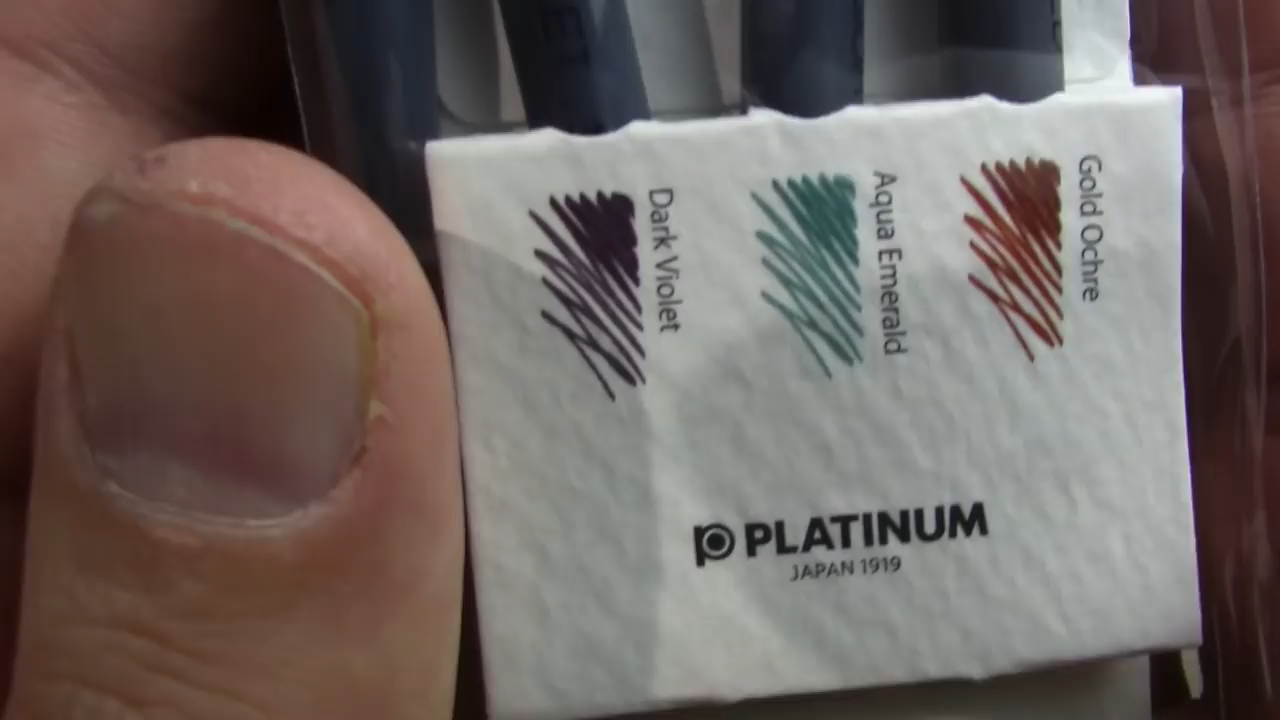 Dark Violet
Aqua Emerald
Gold Ochre
PLATINUM
JAPAN 1919